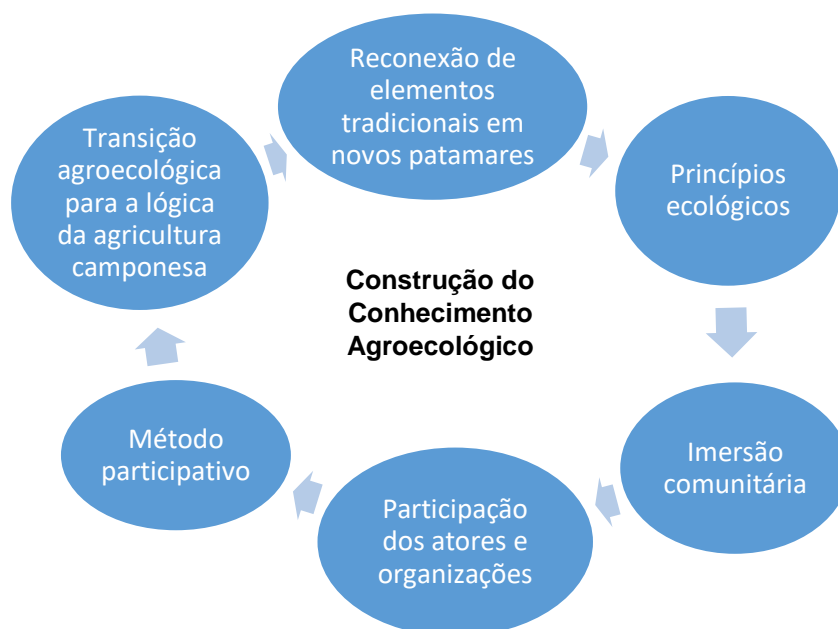 Reconexão de
elementos
tradicionais em
novos patamares
Princípios
ecológicos
Imersão
comunitária
Participação
dos atores e
organizações
Método
participativo
Transição
agroecológica
para a lógica
da agricultura
camponesa
Construção do
Conhecimento
Agroecológico